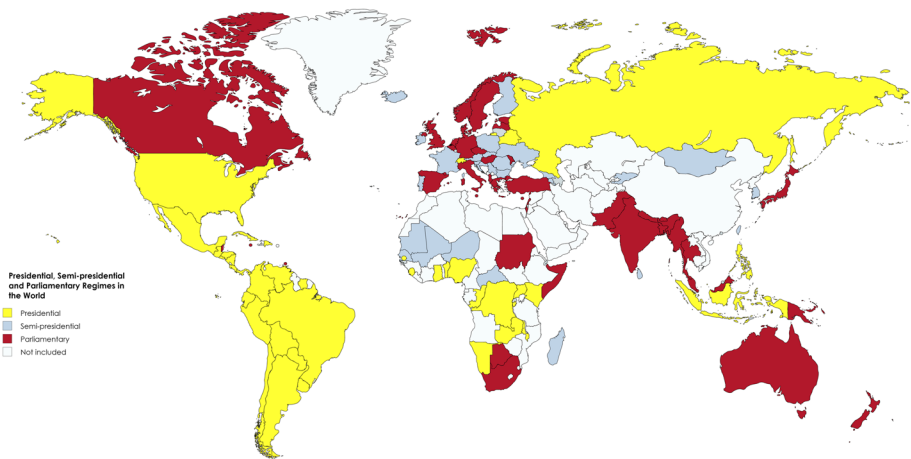 Presidential, Semi-presidential
and Parliamentary Regimes in
the World
Presidential
Semi-presidential
Parliamentary
Not included